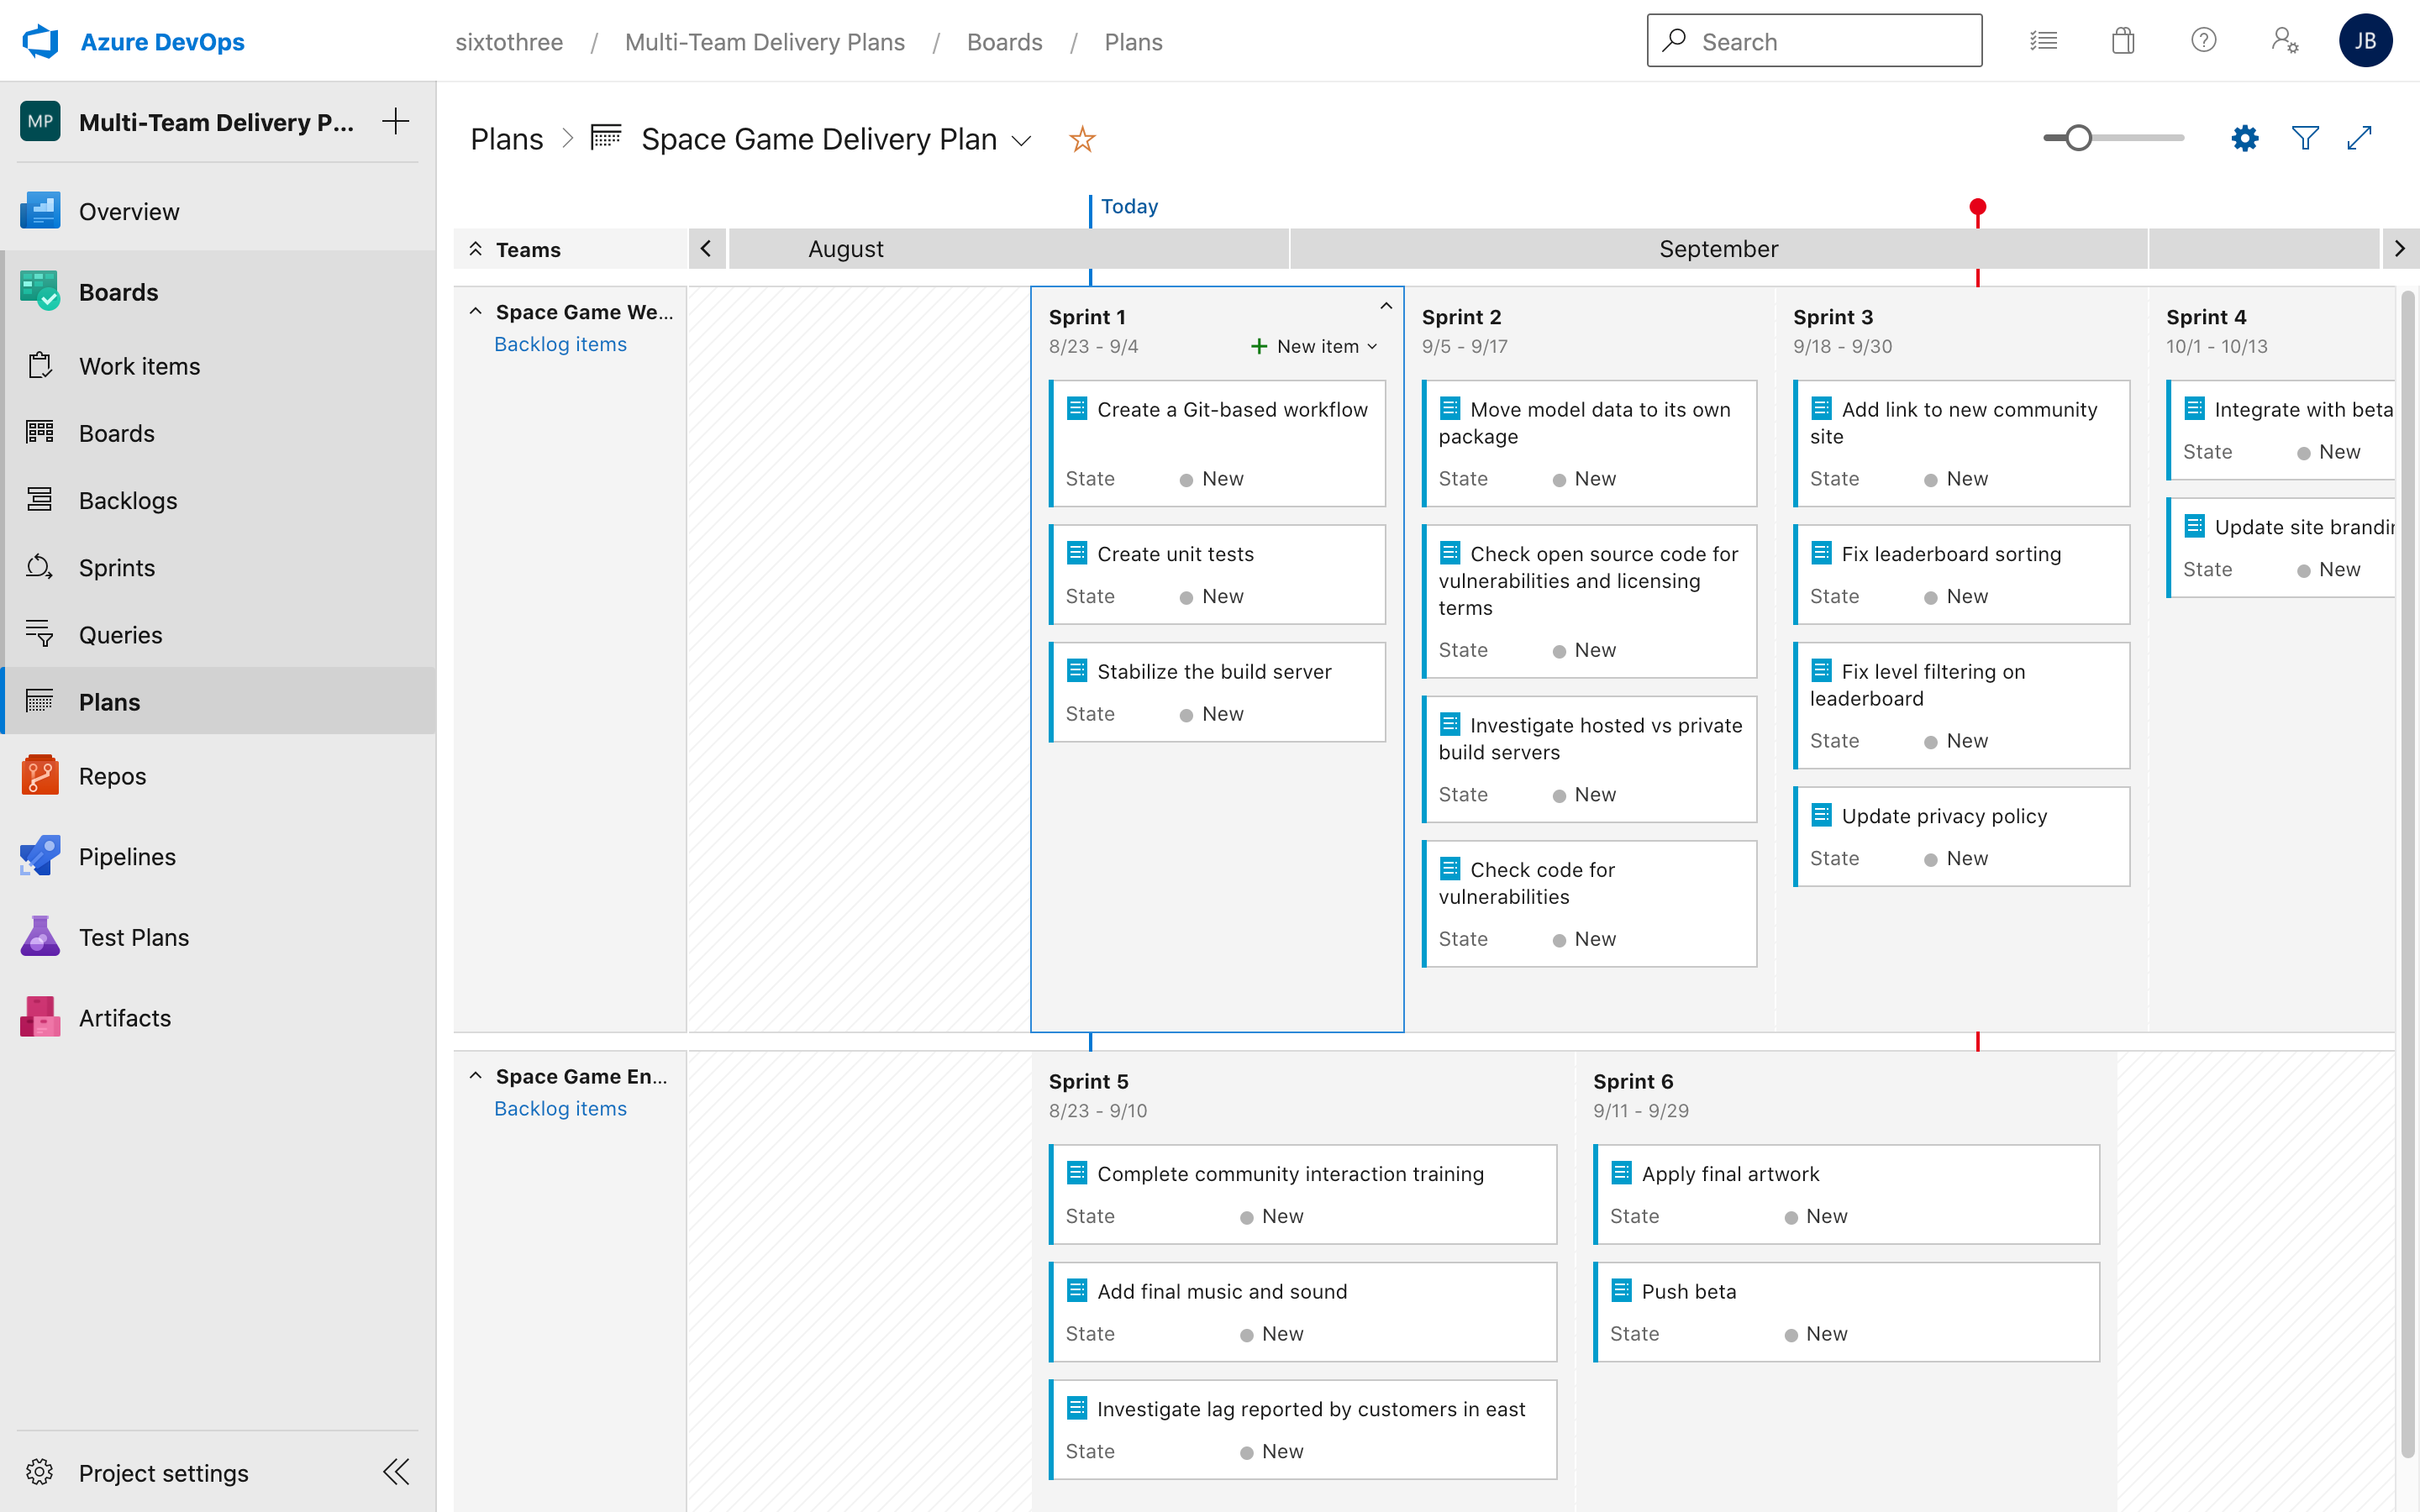 Azure DevOps
sixtothree / Multi-Team Delivery Plans / Boards / Plans
Search
JB
MP
Multi-Team Delivery P...
Overview
Boards
Work items
Boards
Backlogs
Sprints
Queries
Plans
Repos
Pipelines
Test Plans
Artifacts
Project settings
Plans
Space Game Delivery Plan
Today
Teams
August
September
Space Game We...
Backlog items
Sprint 1
8/23 - 9/4
New item
Create a Git-based workflow
State
New
Create unit tests
State
New
Stabilize the build server
State
New
Sprint 2
9/5 - 9/17
Move model data to its own
package
State
New
Check open source code for
vulnerabilities and licensing
terms
State
New
Investigate hosted vs private
build servers
State
New
Check code for
vulnerabilities
State
New
Sprint 3
9/18 - 9/30
Add link to new community
site
State
New
Fix leaderboard sorting
State
New
Fix level filtering on
leaderboard
State
New
Update privacy policy
State
New
Sprint 4
10/1 - 10/13
Integrate with beta
State
New
Update site brandin
State
New
Space Game En...
Backlog items
Sprint 5
8/23 - 9/10
Complete community interaction training
State
New
Add final music and sound
State
New
Investigate lag reported by customers in east
State
New
Sprint 6
9/11 - 9/29
Apply final artwork
State
New
Push beta
State
New